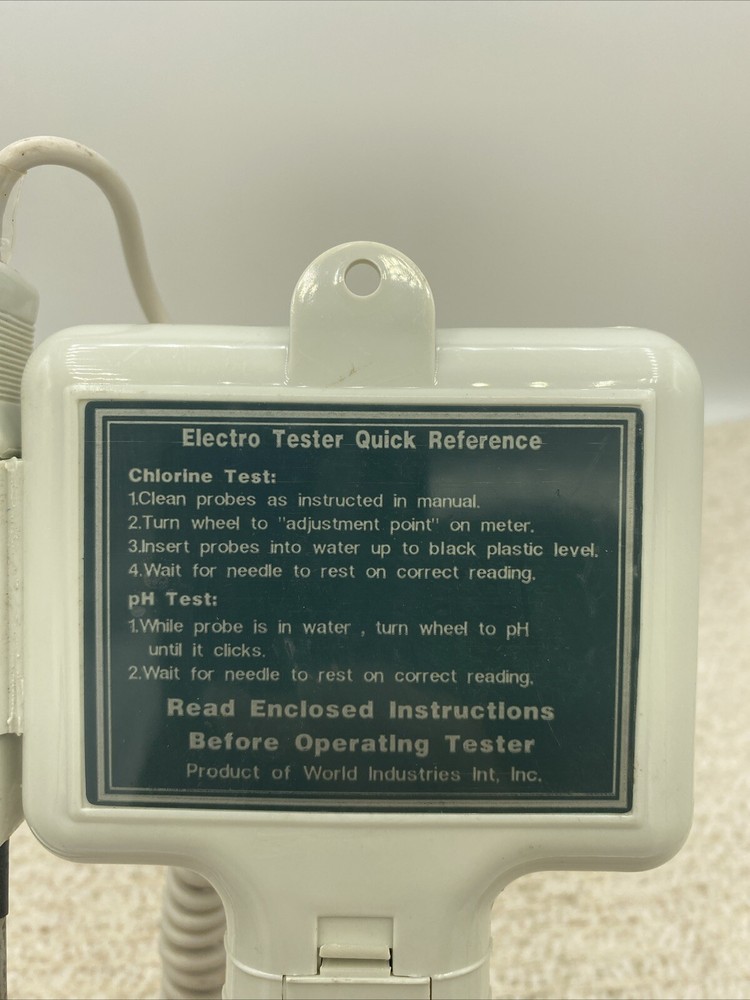 Electro Tester Quick Reference
Chlorine Test:
1.Clean probes as instructed in manual.
2.Turn wheel to "adjustment point" on meter.
3.Insert probes into water up to black plastic level.
4.Wait for needle to rest on correct reading.
pH Test:
1.While probe is in water , turn wheel to pH
until it clicks.
2.Wait for needle to rest on correct reading.
Read Enclosed Instructions
Before Operating Tester
Product of World Industries Int, Inc.